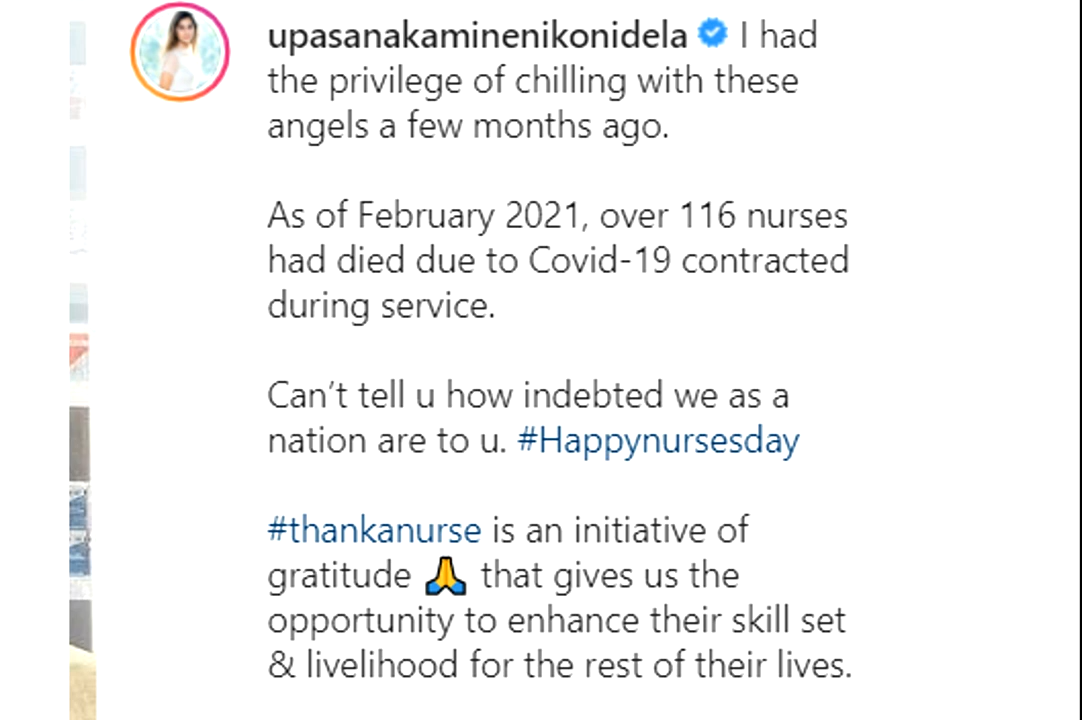 upasanakaminenikonidela I had
the privilege of chilling with these
angels a few months ago.
As of February 2021, over 116 nurses
had died due to Covid-19 contracted
during service.
Can't tell u how indebted we as a
nation are to u. #Happynursesday
#thankanurse is an initiative of
gratitude 🙏 that gives us the
opportunity to enhance their skill set
& livelihood for the rest of their lives.